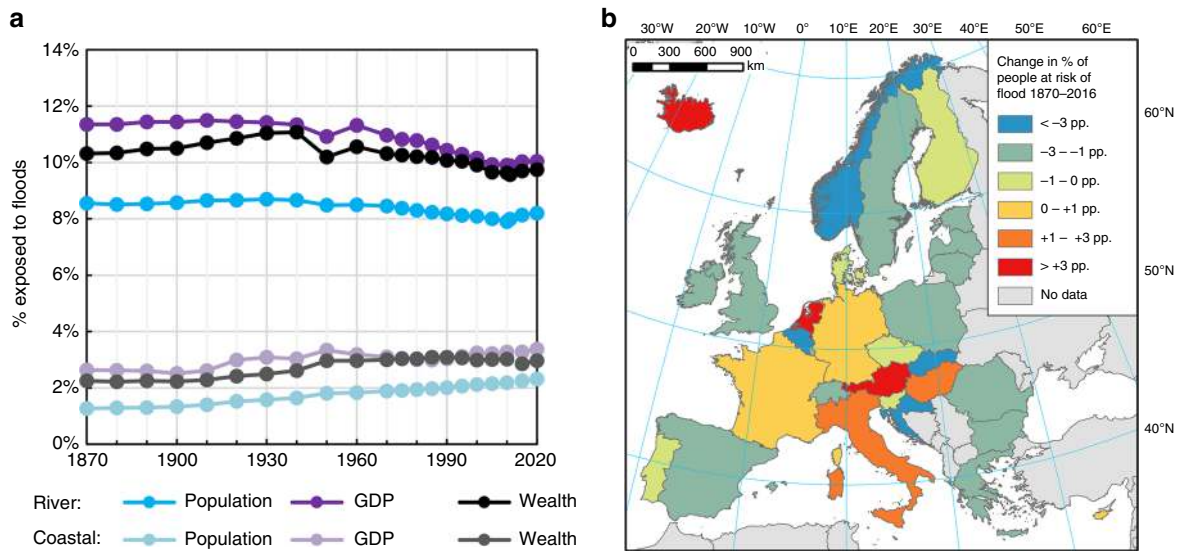 a
14%
12%
10%
8%
6%
4%
2%
0%
% exposed to floods
1870 1900 1930 1960 1990 2020
River: Population GDP Wealth
Coastal: Population GDP Wealth
b
30°W 20°W 10°W 0° 10°E 20°E 30°E 40°E 50°E 60°E
0 300 600 900
km
Change in % of
people at risk of
flood 1870–2016
< –3 pp.
–3 – –1 pp.
–1 – 0 pp.
0 – +1 pp.
+1 – +3 pp.
> +3 pp.
No data
60°N
50°N
40°N